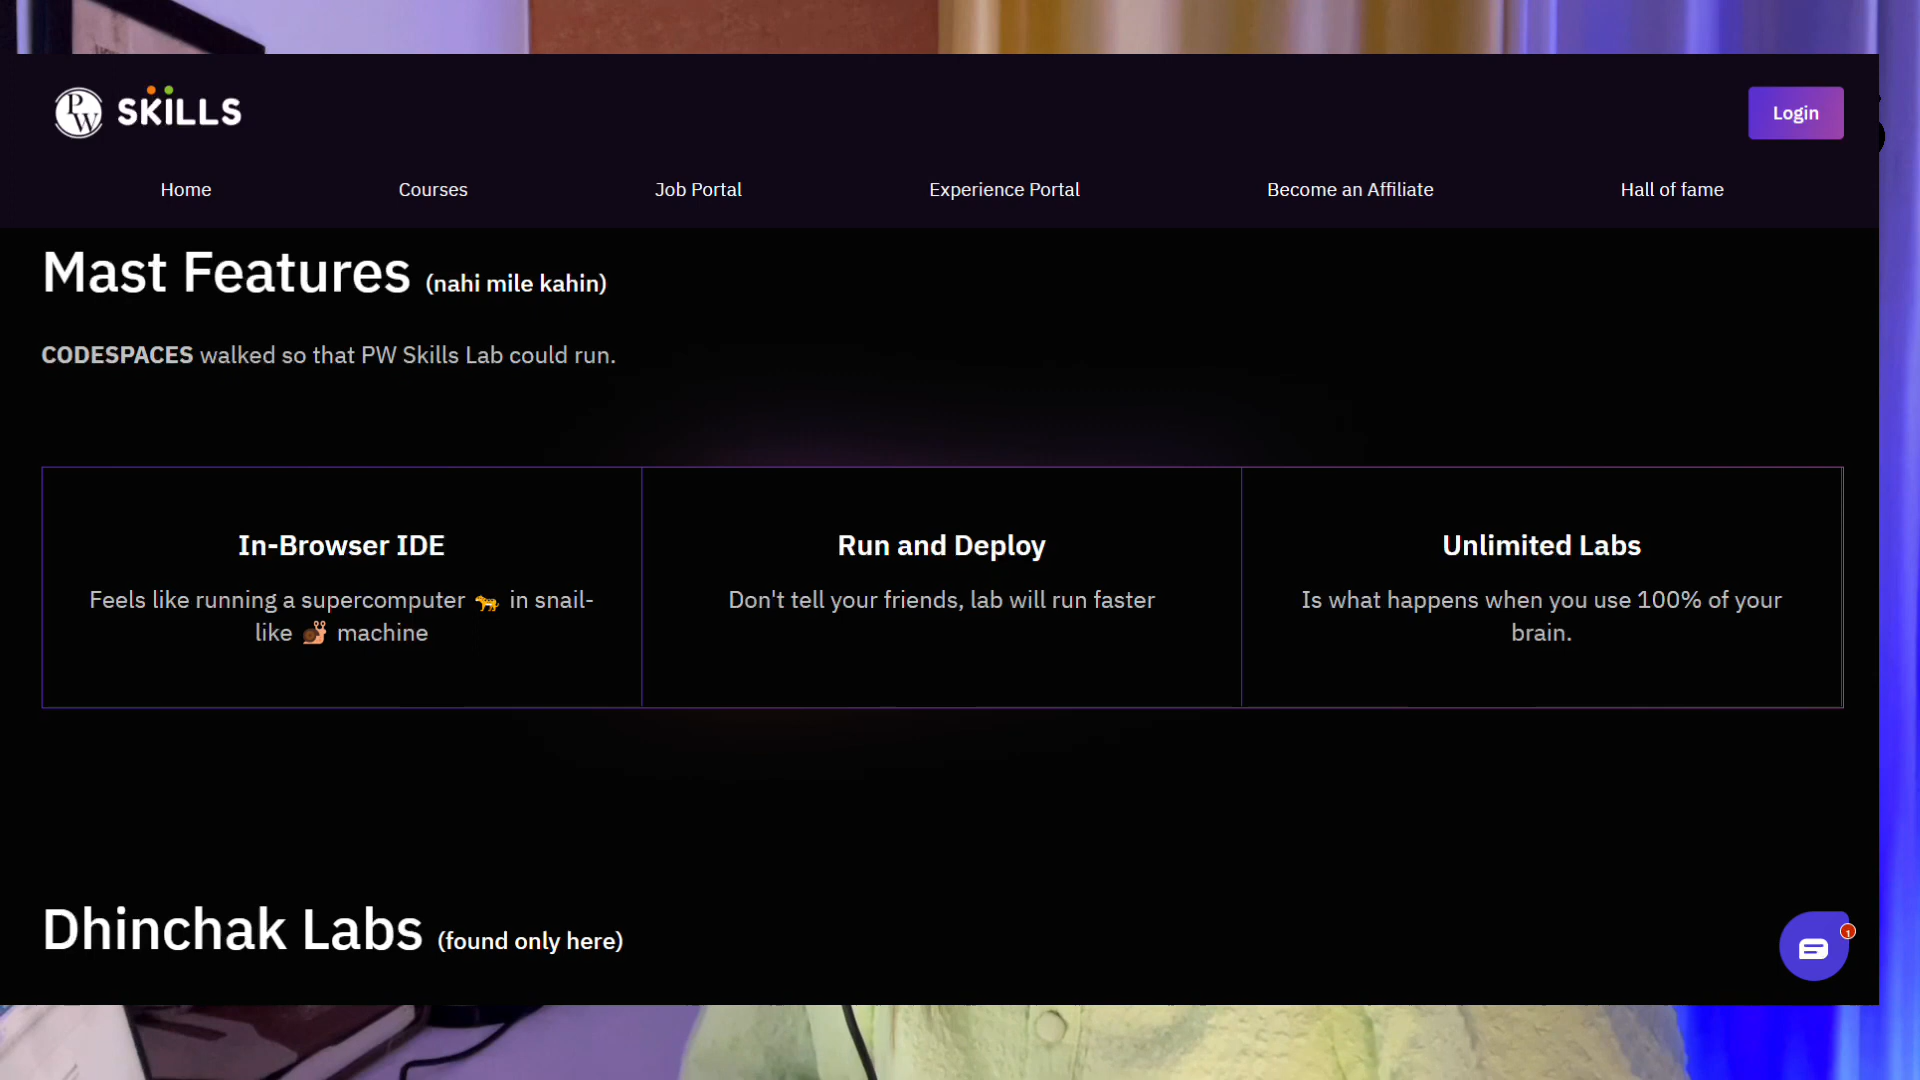 PW SKILLS
Login
Home Courses Job Portal Experience Portal Become an Affiliate Hall of fame
Mast Features (nahi mile kahin)
CODESPACES walked so that PW Skills Lab could run.
In-Browser IDE
Feels like running a supercomputer 🐆 in snail-
like 🐌 machine
Run and Deploy
Don't tell your friends, lab will run faster
Unlimited Labs
Is what happens when you use 100% of your
brain.
Dhinchak Labs (found only here)
1